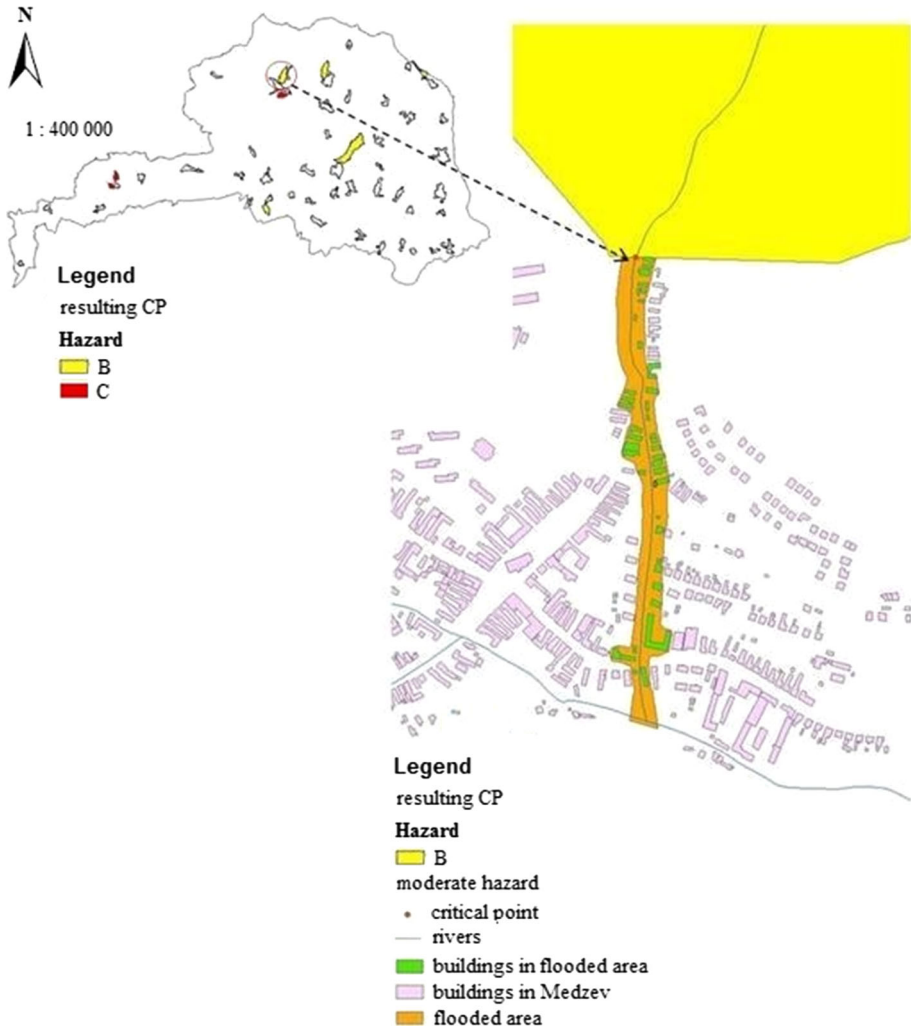 N
1 : 400 000
Legend
resulting CP
Hazard
B
C
Legend
resulting CP
Hazard
B
moderate hazard
critical point
rivers
buildings in flooded area
buildings in Medzev
flooded area